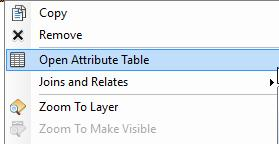 Copy
Remove
Open Attribute Table
Joins and Relates
Zoom To Layer
Zoom To Make Visible